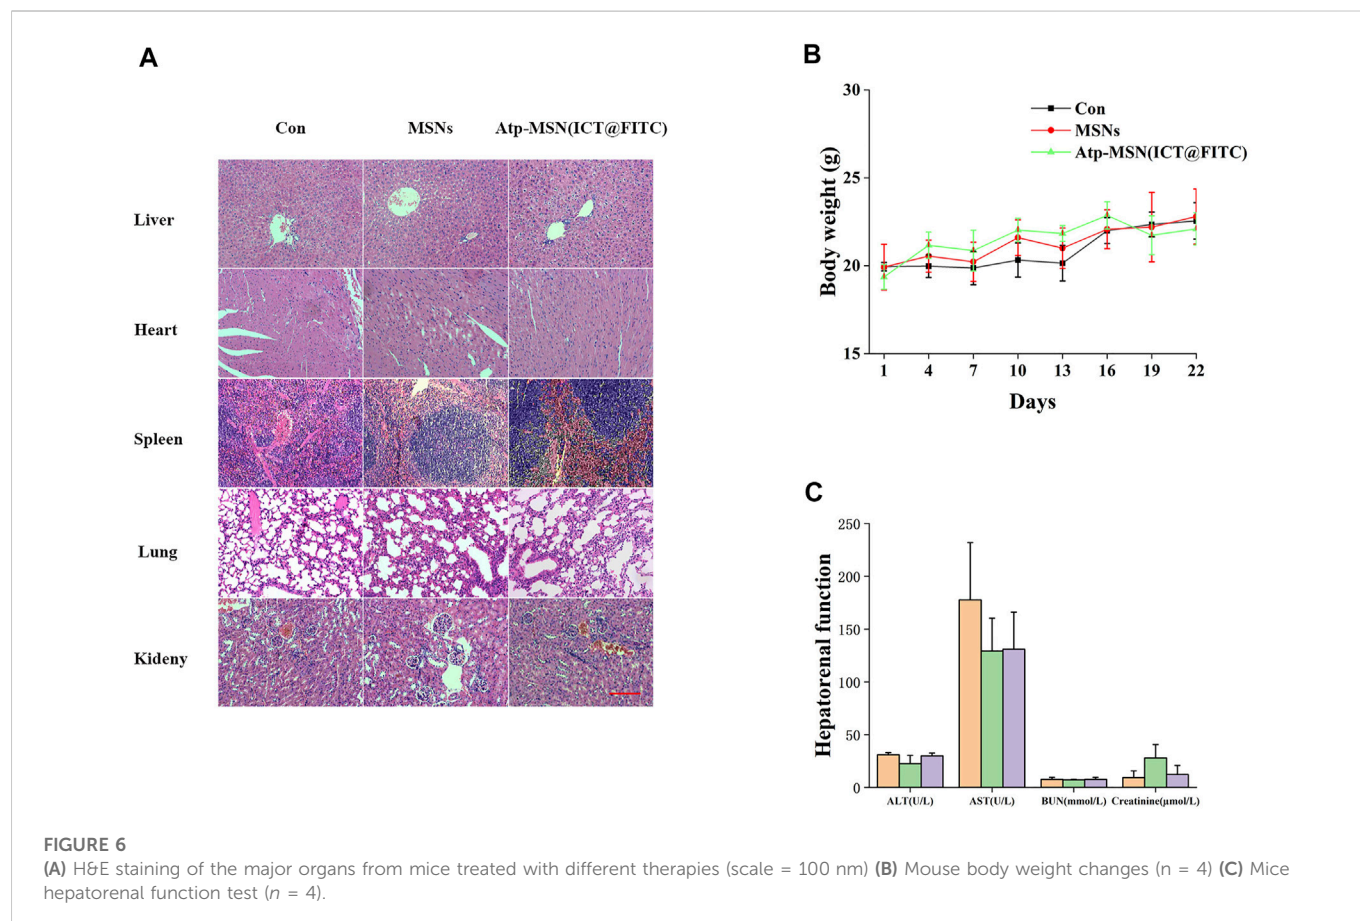 A
Con MSNs Atp-MSN(ICT@FITC)
Liver
Heart
Spleen
Lung
Kideny
B
30
25
20
15
Body weight (g)
Con
MSNs
Atp-MSN(ICT@FITC)
1 4 7 10 13 16 19 22
Days
C
250
200
150
100
50
0
Hepatorenal function
ALT(U/L) AST(U/L) BUN(mmol/L) Creatinine(μmol/L)
FIGURE 6
(A) H&E staining of the major organs from mice treated with different therapies (scale = 100 nm) (B) Mouse body weight changes (n = 4) (C) Mice
hepatorenal function test (n = 4).